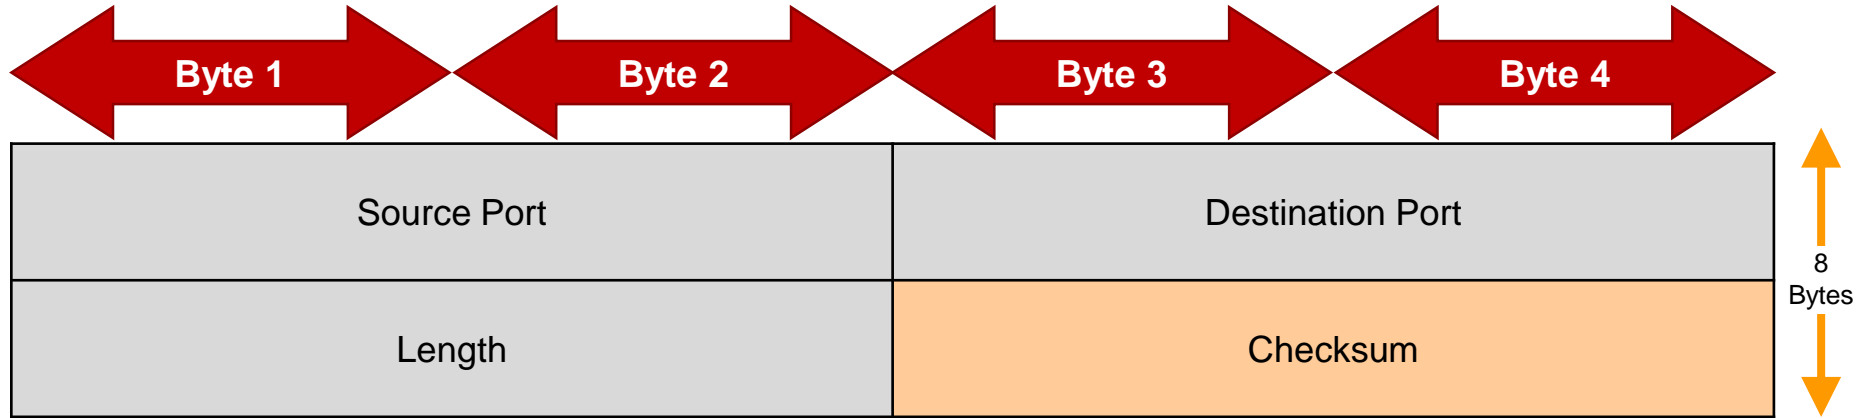 Byte 1 Byte 2 Byte 3 Byte 4
Source Port Destination Port
8
Bytes
Length Checksum